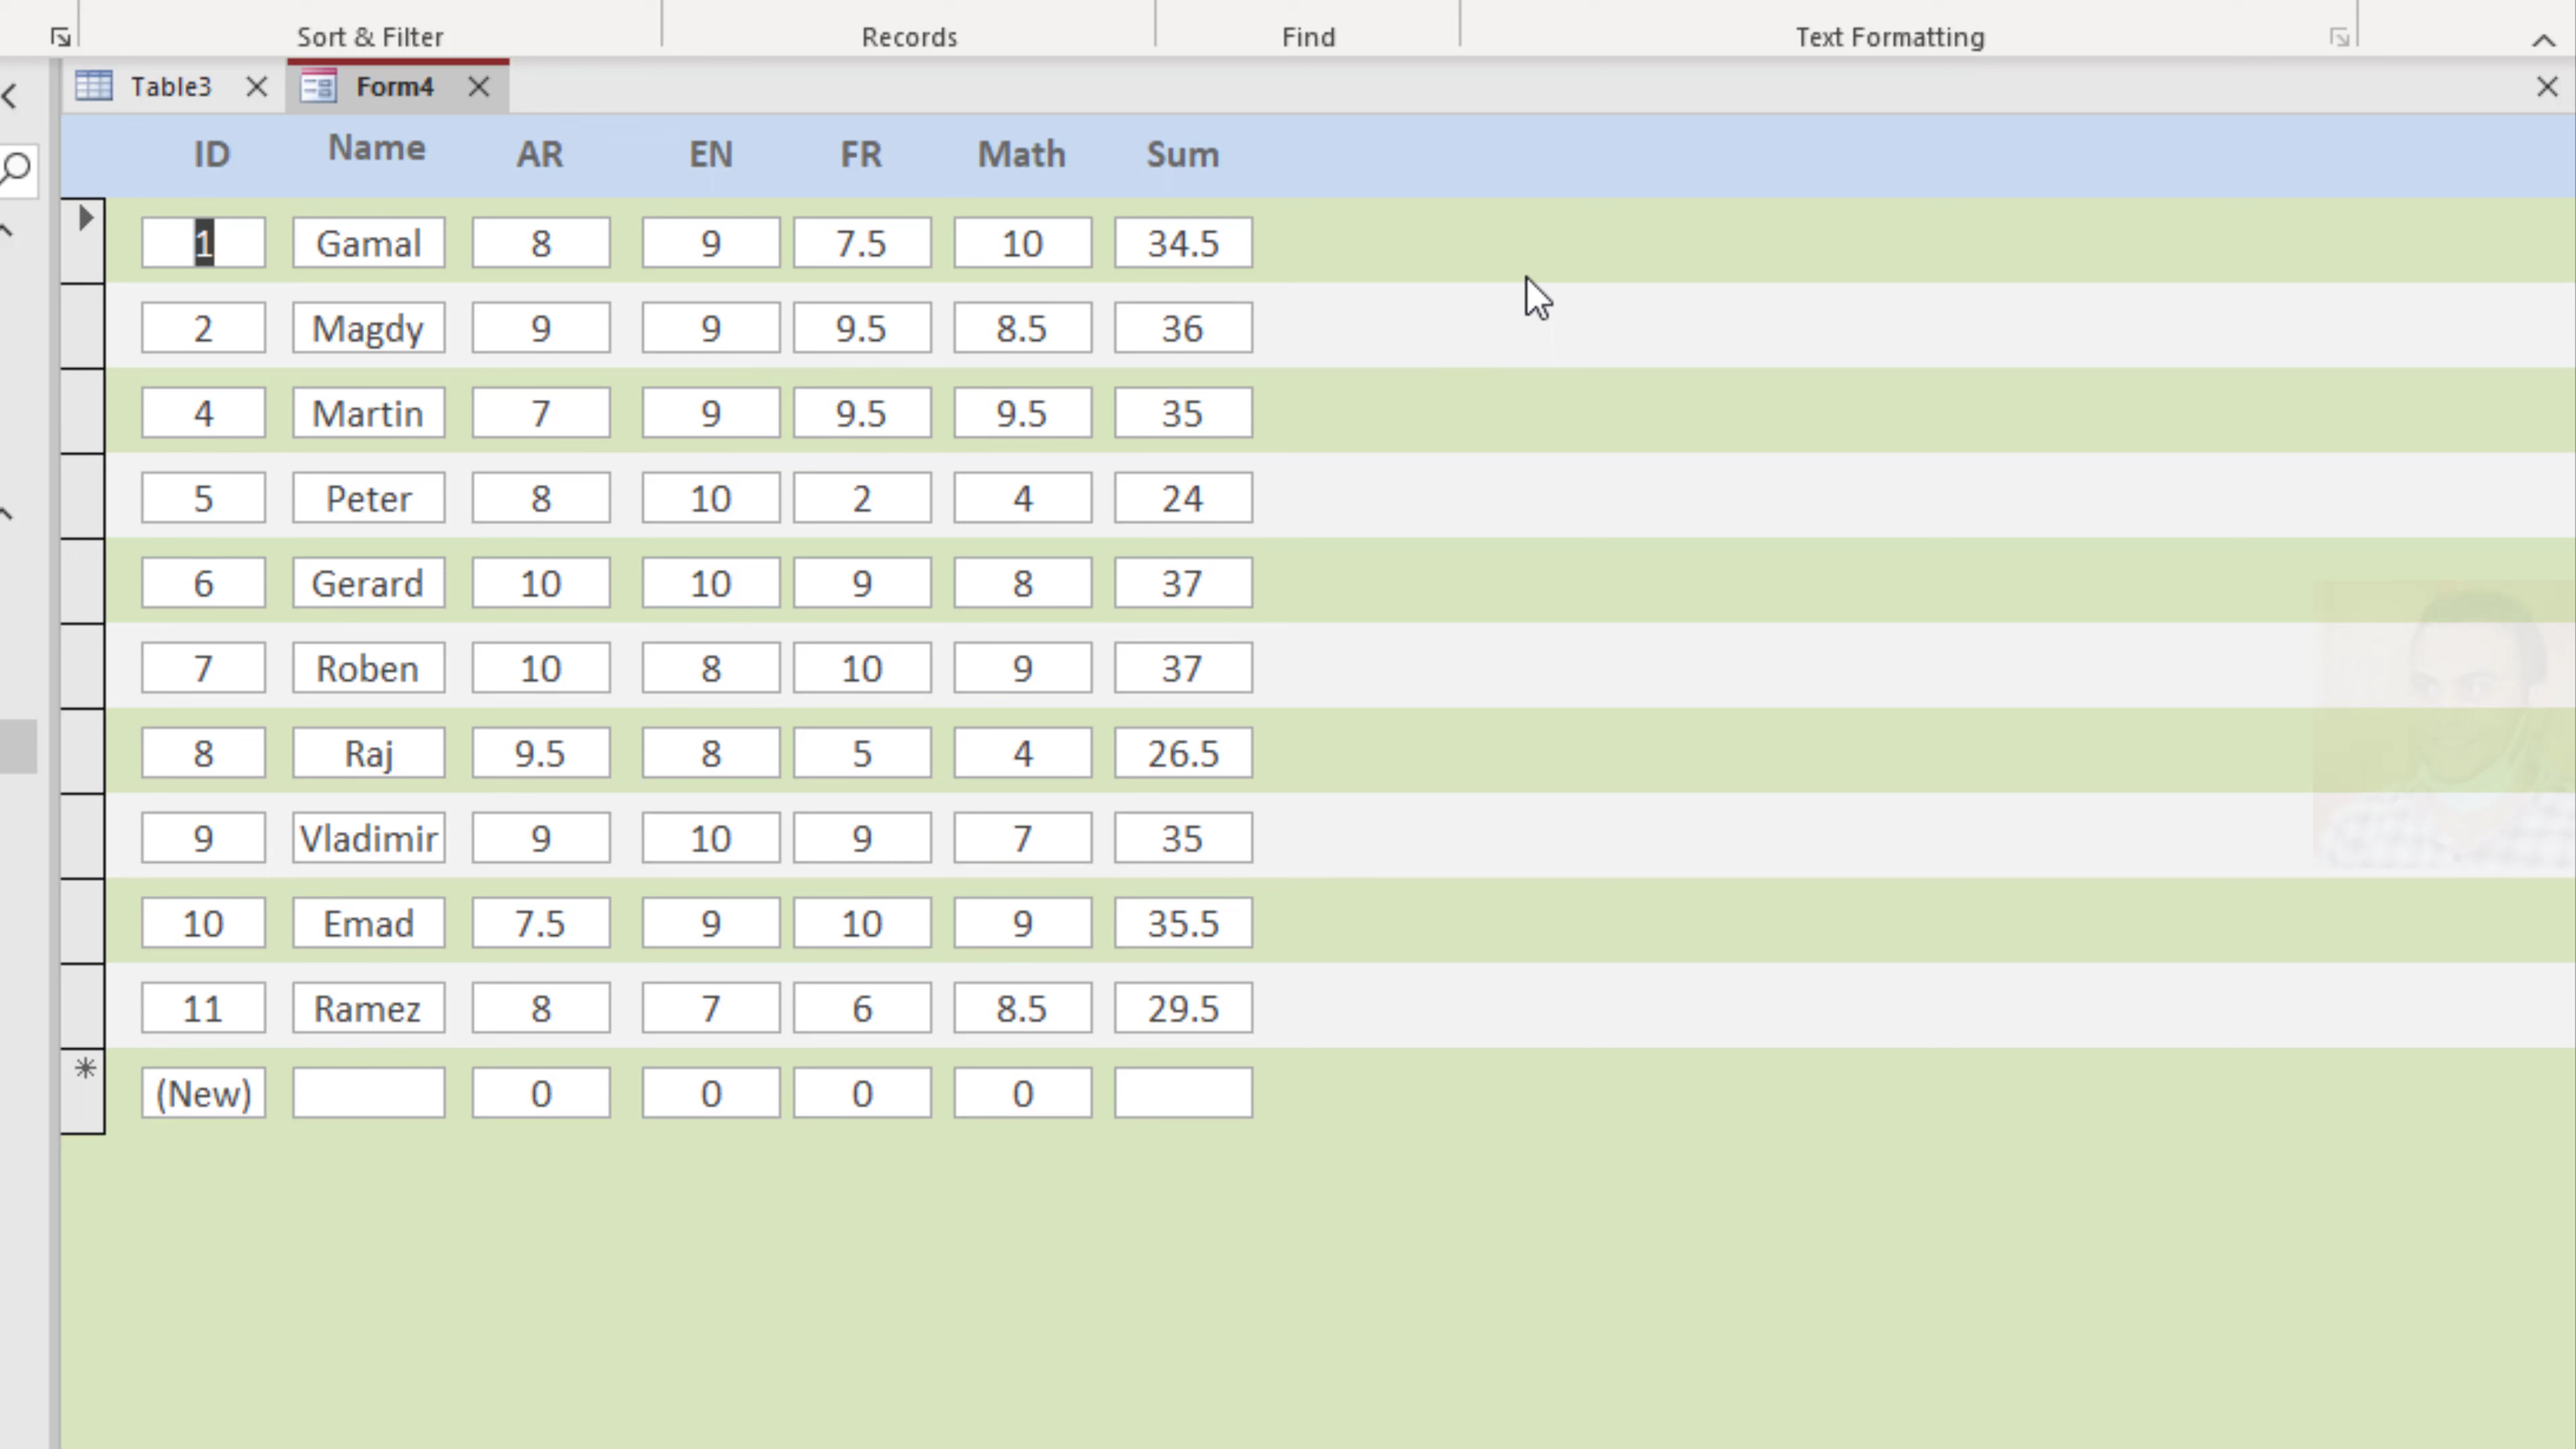 Sort & Filter Records Find Text Formatting
Table3 Form4
ID Name AR EN FR Math Sum
1 Gamal 8 9 7.5 10 34.5
2 Magdy 9 9 9.5 8.5 36
4 Martin 7 9 9.5 9.5 35
5 Peter 8 10 2 4 24
6 Gerard 10 10 9 8 37
7 Roben 10 8 10 9 37
8 Raj 9.5 8 5 4 26.5
9 Vladimir 9 10 9 7 35
10 Emad 7.5 9 10 9 35.5
11 Ramez 8 7 6 8.5 29.5
(New) 0 0 0 0